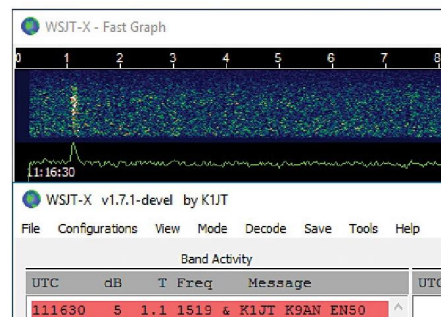 WSJT-X - Fast Graph
0 1 2 3 4 5 6 7 8
11:16:30
WSJT-X v1.7.1-devel by K1JT
File Configurations View Mode Decode Save Tools Help
Band Activity
UTC dB T Freq Message UTC
111630 5 1.1 1519 & K1JT K9AN EN50